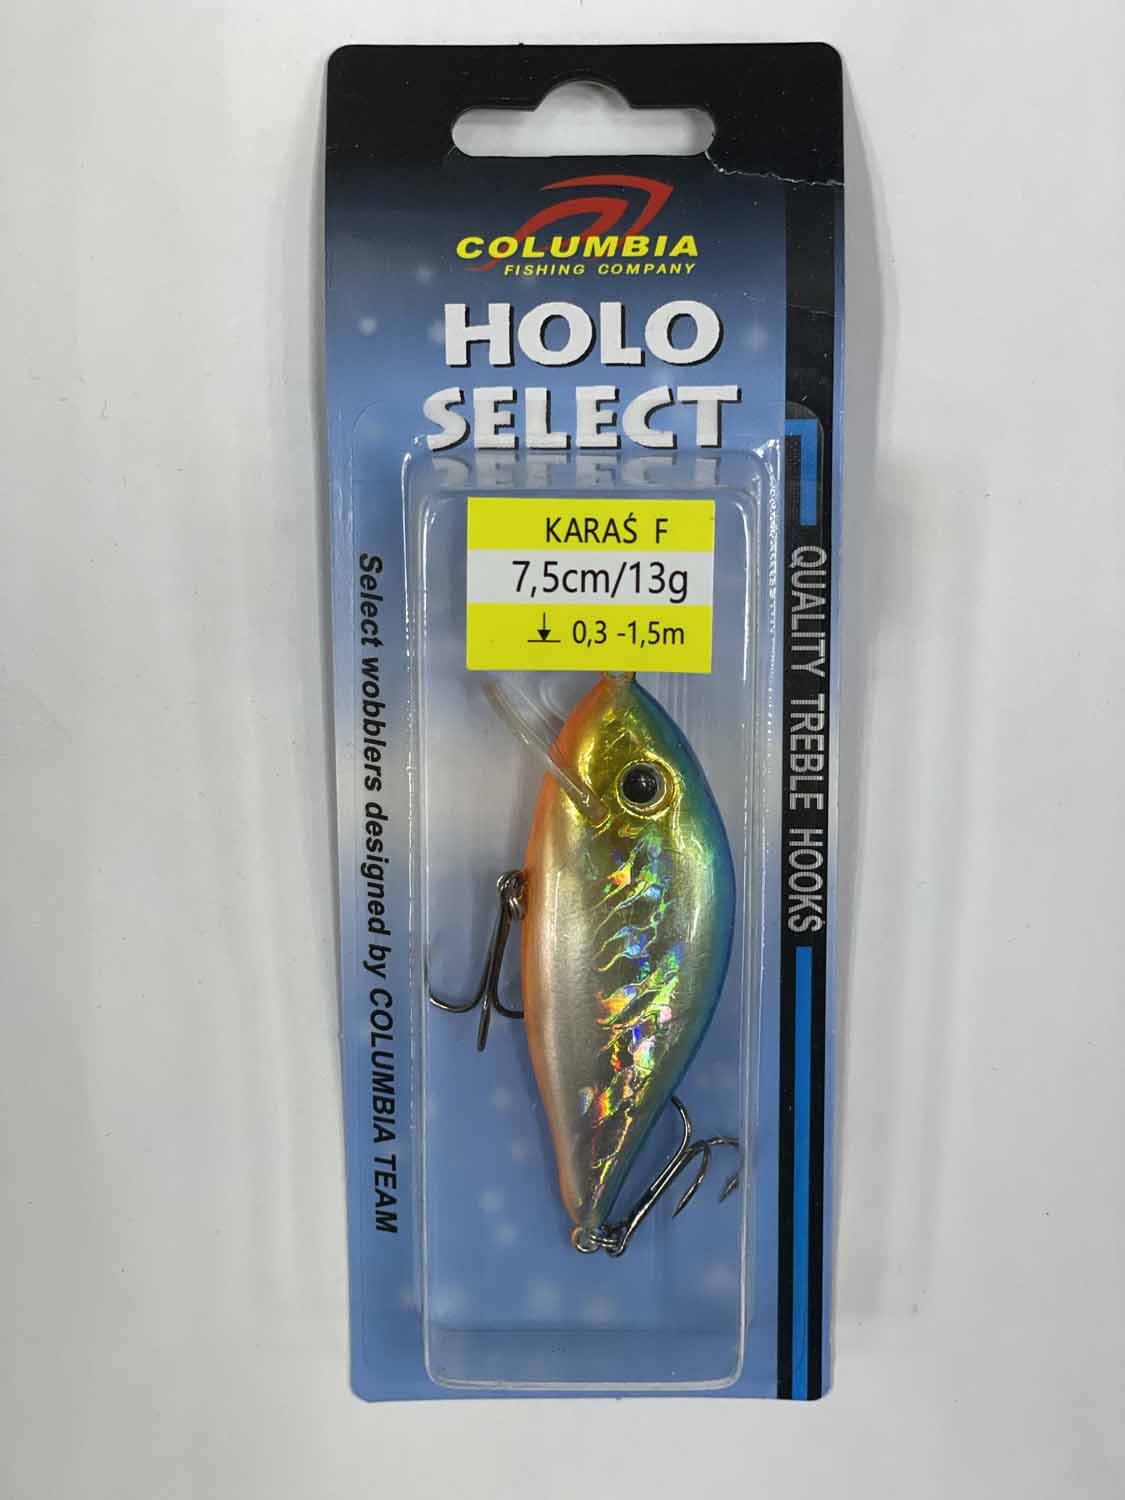 COLUMBIA
FISHING COMPANY
HOLO
SELECT
KARAŚ F
7,5cm/13g
0,3 -1,5m
Select wobblers designed by COLUMBIA TEAM
QUALITY TREBLE HOOKS